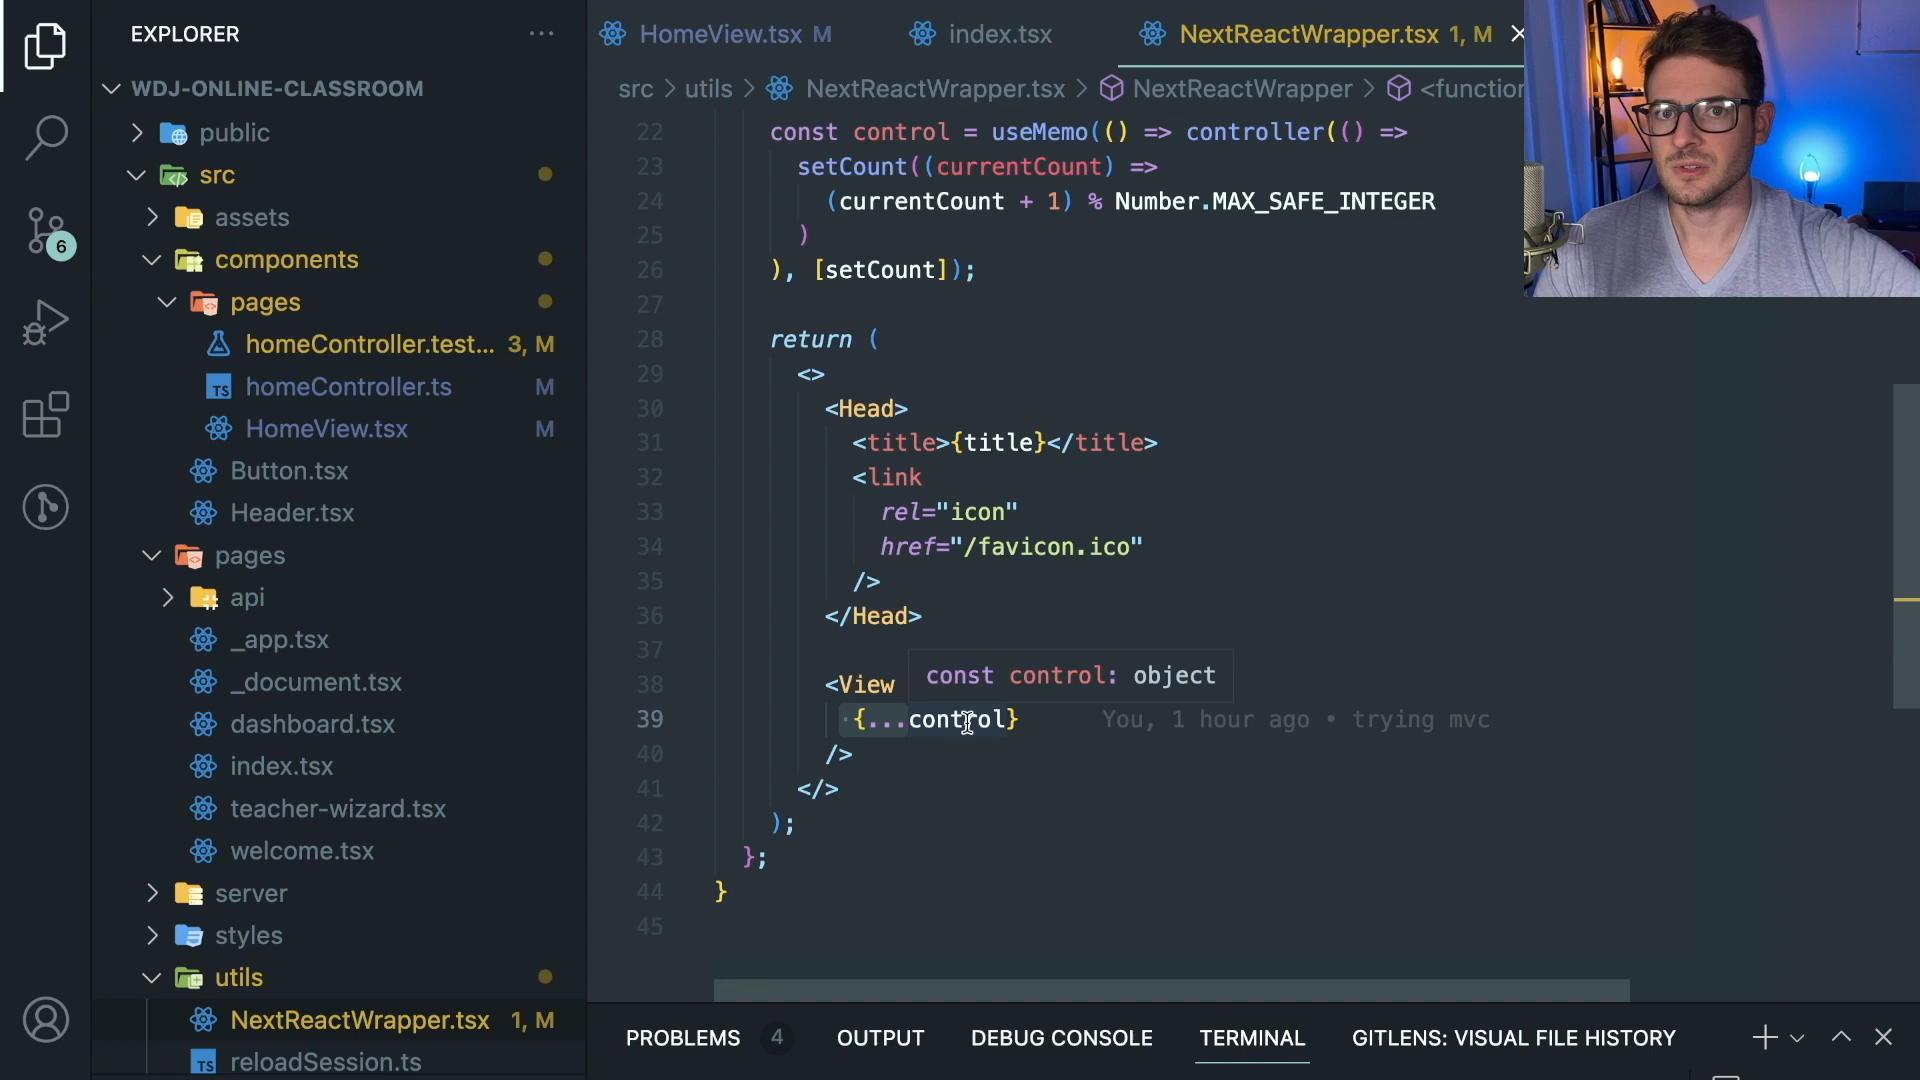 EXPLORER
WDJ-ONLINE-CLASSROOM
public
src
assets
components
pages
homeController.test... 3, M
TS homeController.ts M
HomeView.tsx M
Button.tsx
Header.tsx
pages
api
_app.tsx
_document.tsx
dashboard.tsx
index.tsx
teacher-wizard.tsx
welcome.tsx
server
styles
utils
NextReactWrapper.tsx 1, M
TS reloadSession.ts
6
HomeView.tsx M
index.tsx
NextReactWrapper.tsx 1, M
src > utils > NextReactWrapper.tsx > NextReactWrapper > <function
22 const control = useMemo(() => controller(() =>
23 setCount((currentCount) =>
24 (currentCount + 1) % Number.MAX_SAFE_INTEGER
25 )
26 ), [setCount]);
27
28 return (
29 <>
30 <Head>
31 <title>{title}</title>
32 <link
33 rel="icon"
34 href="/favicon.ico"
35 />
36 </Head>
37
38 <View
const control: object
39 {...control} You, 1 hour ago • trying mvc
40 />
41 </>
42 );
43 };
44 }
45
PROBLEMS 4 OUTPUT DEBUG CONSOLE TERMINAL GITLENS: VISUAL FILE HISTORY